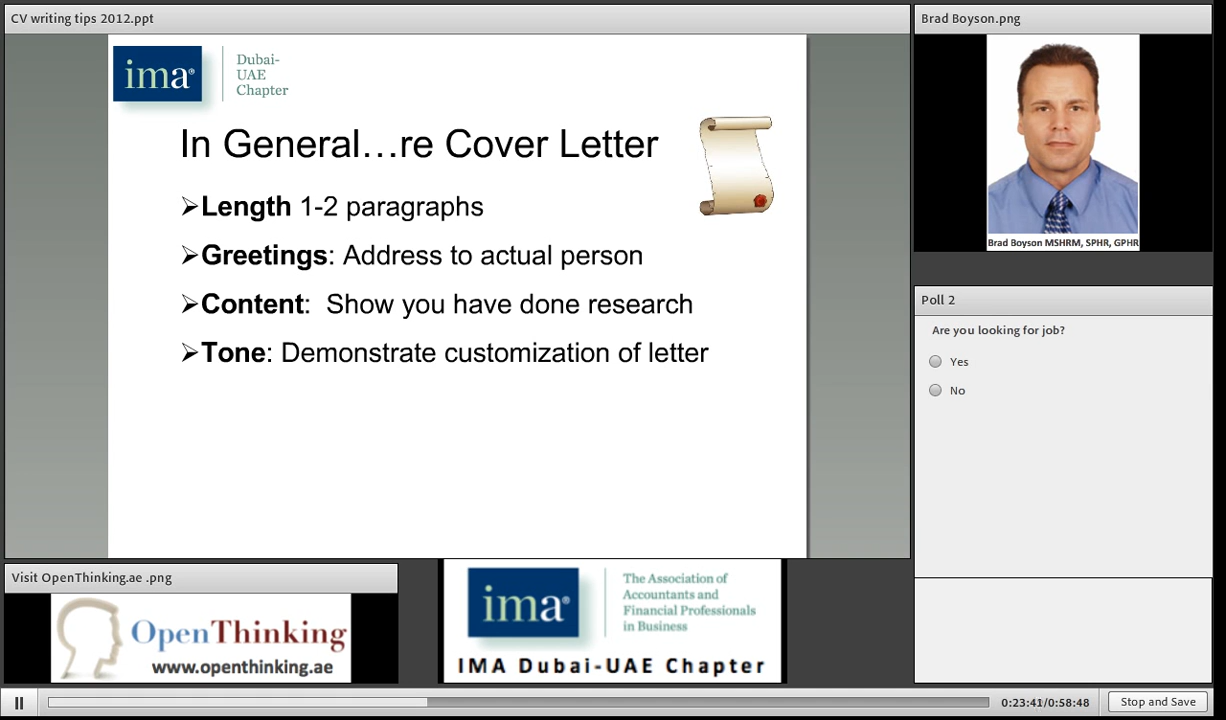 CV writing tips 2012.ppt
ima®
Dubai-
UAE
Chapter
In General…re Cover Letter
➢Length 1-2 paragraphs
➢Greetings: Address to actual person
➢Content:  Show you have done research
➢Tone: Demonstrate customization of letter
Brad Boyson.png
Brad Boyson MSHRM, SPHR, GPHR
Poll 2
Are you looking for job?
Yes
No
Visit OpenThinking.ae .png
OpenThinking
www.openthinking.ae
ima®
The Association of
Accountants and
Financial Professionals
in Business
IMA Dubai-UAE Chapter
0:23:41/0:58:48
Stop and Save